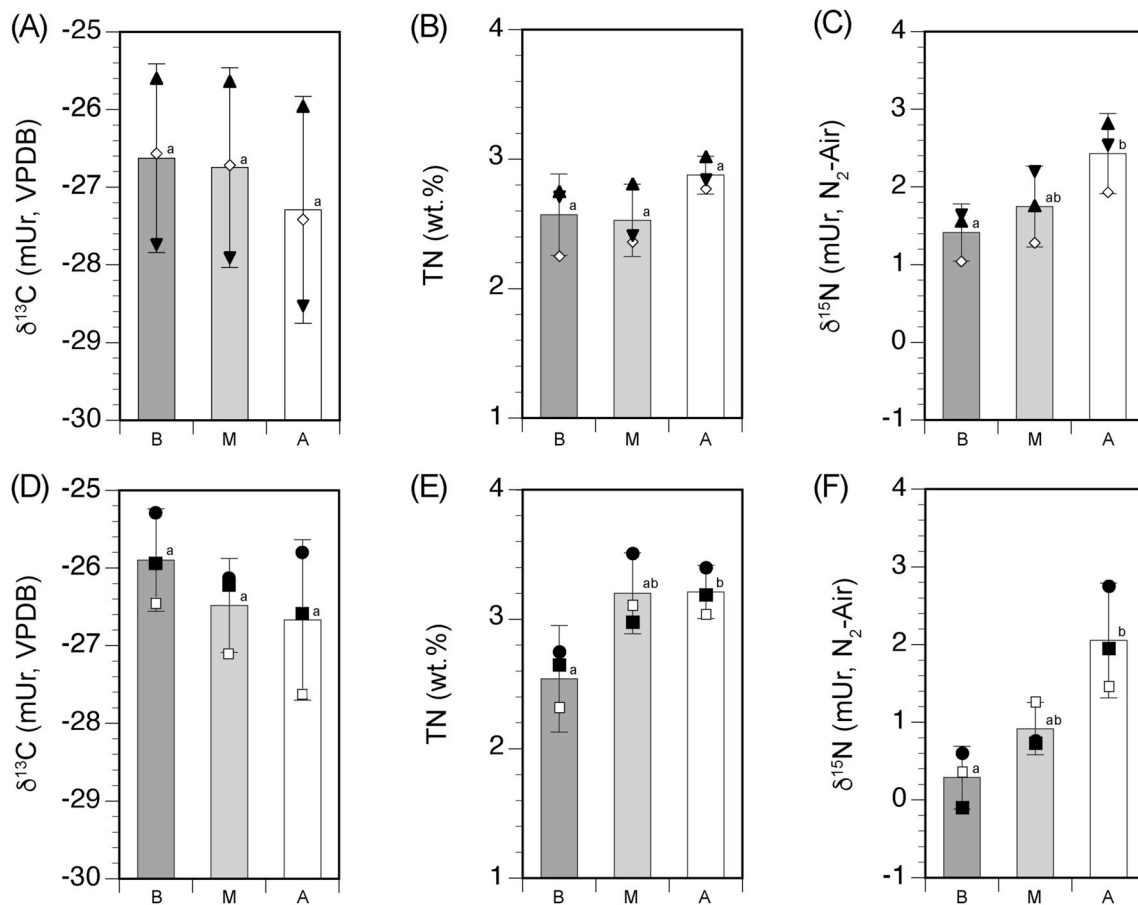 (A)
δ¹³C (mUr, VPDB)
-25
-26
-27
-28
-29
-30
a
a
a
B M A
(B)
TN (wt.%)
4
3
2
1
a
a
a
B M A
(C)
δ¹⁵N (mUr, N₂-Air)
4
3
2
1
0
-1
a
ab
b
B M A
(D)
δ¹³C (mUr, VPDB)
-25
-26
-27
-28
-29
-30
a
a
a
B M A
(E)
TN (wt.%)
4
3
2
1
a
ab
b
B M A
(F)
δ¹⁵N (mUr, N₂-Air)
4
3
2
1
0
-1
a
ab
b
B M A